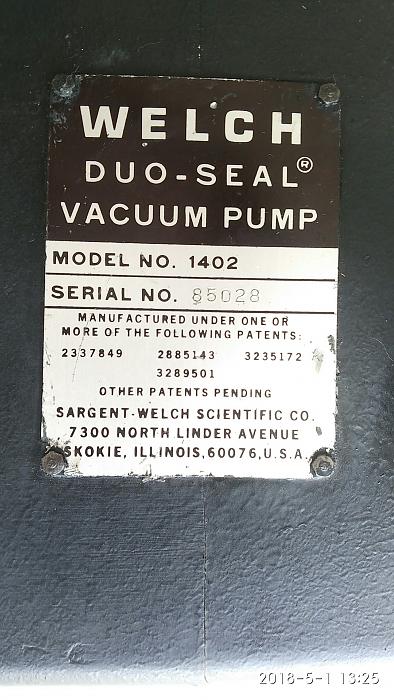 WELCH
DUO-SEAL®
VACUUM PUMP
MODEL NO. 1402
SERIAL NO. 85028
MANUFACTURED UNDER ONE OR
MORE OF THE FOLLOWING PATENTS:
2337849 2885143 3235172
3289501
OTHER PATENTS PENDING
SARGENT-WELCH SCIENTIFIC CO.
7300 NORTH LINDER AVENUE
SKOKIE, ILLINOIS, 60076, U.S.A.
2018-5-1 13:25